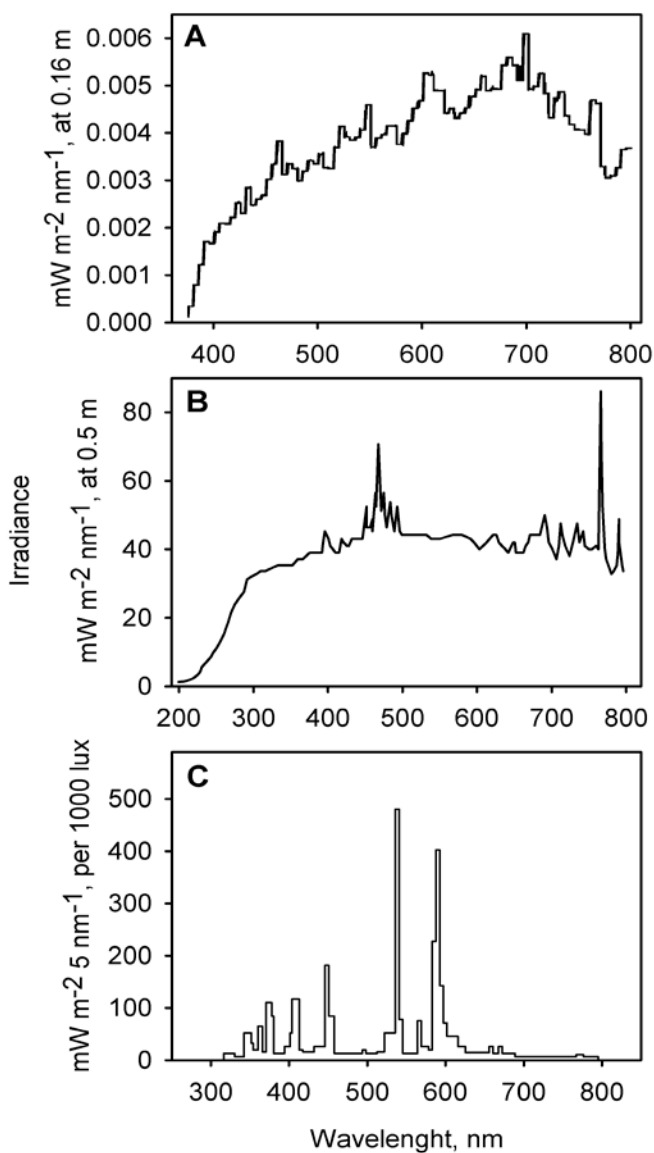 A
mW m-2 nm-1, at 0.16 m
0.006
0.005
0.004
0.003
0.002
0.001
0.000
400 500 600 700 800
B
Irradiance
mW m-2 nm-1, at 0.5 m
80
60
40
20
0
200 300 400 500 600 700 800
C
mW m-2 5 nm-1, per 1000 lux
500
400
300
200
100
0
300 400 500 600 700 800
Wavelenght, nm